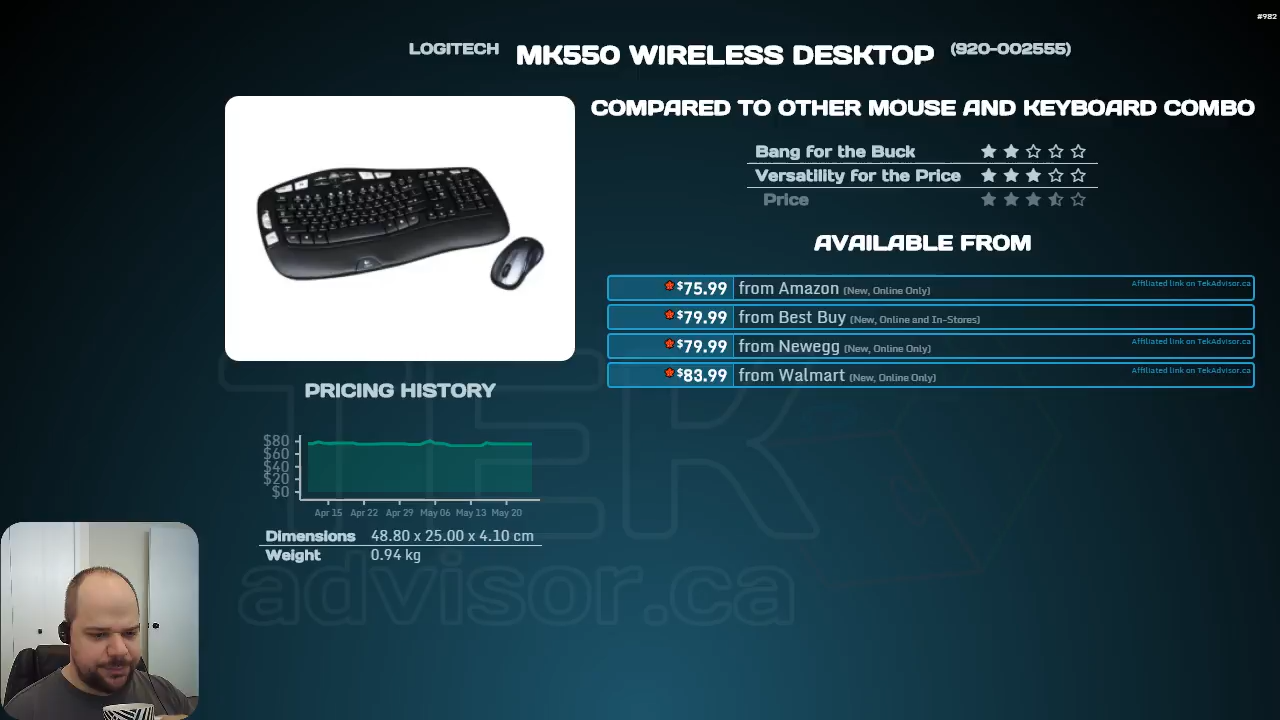 #982
LOGITECH MK550 WIRELESS DESKTOP (920-002555)
COMPARED TO OTHER MOUSE AND KEYBOARD COMBO
Bang for the Buck
Versatility for the Price
Price
AVAILABLE FROM
$75.99 from Amazon (New, Online Only) Affiliated link on TekAdvisor.ca
$79.99 from Best Buy (New, Online and In-Stores)
$79.99 from Newegg (New, Online Only) Affiliated link on TekAdvisor.ca
$83.99 from Walmart (New, Online Only) Affiliated link on TekAdvisor.ca
PRICING HISTORY
$80
$60
$40
$20
$0
Apr 15 Apr 22 Apr 29 May 06 May 13 May 20
Dimensions 48.80 x 25.00 x 4.10 cm
Weight 0.94 kg
TEK
advisor.ca